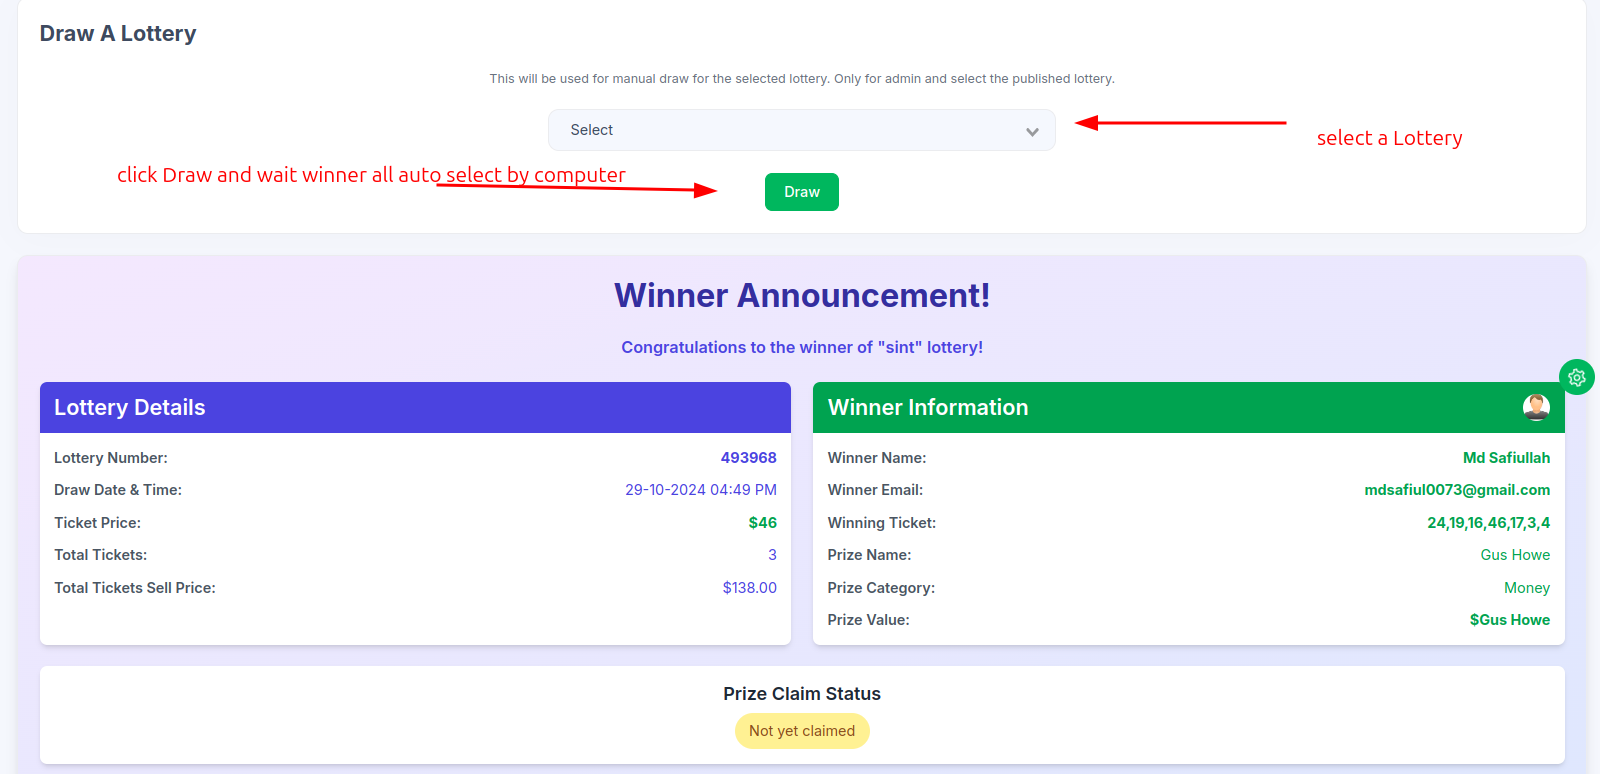 Draw A Lottery
This will be used for manual draw for the selected lottery. Only for admin and select the published lottery.
Select
select a Lottery
click Draw and wait winner all auto select by computer
Draw
Winner Announcement!
Congratulations to the winner of "sint" lottery!
Lottery Details
Lottery Number: 493968
Draw Date & Time: 29-10-2024 04:49 PM
Ticket Price: $46
Total Tickets: 3
Total Tickets Sell Price: $138.00
Winner Information
Winner Name: Md Safiullah
Winner Email: mdsafiul0073@gmail.com
Winning Ticket: 24,19,16,46,17,3,4
Prize Name: Gus Howe
Prize Category: Money
Prize Value: $Gus Howe
Prize Claim Status
Not yet claimed